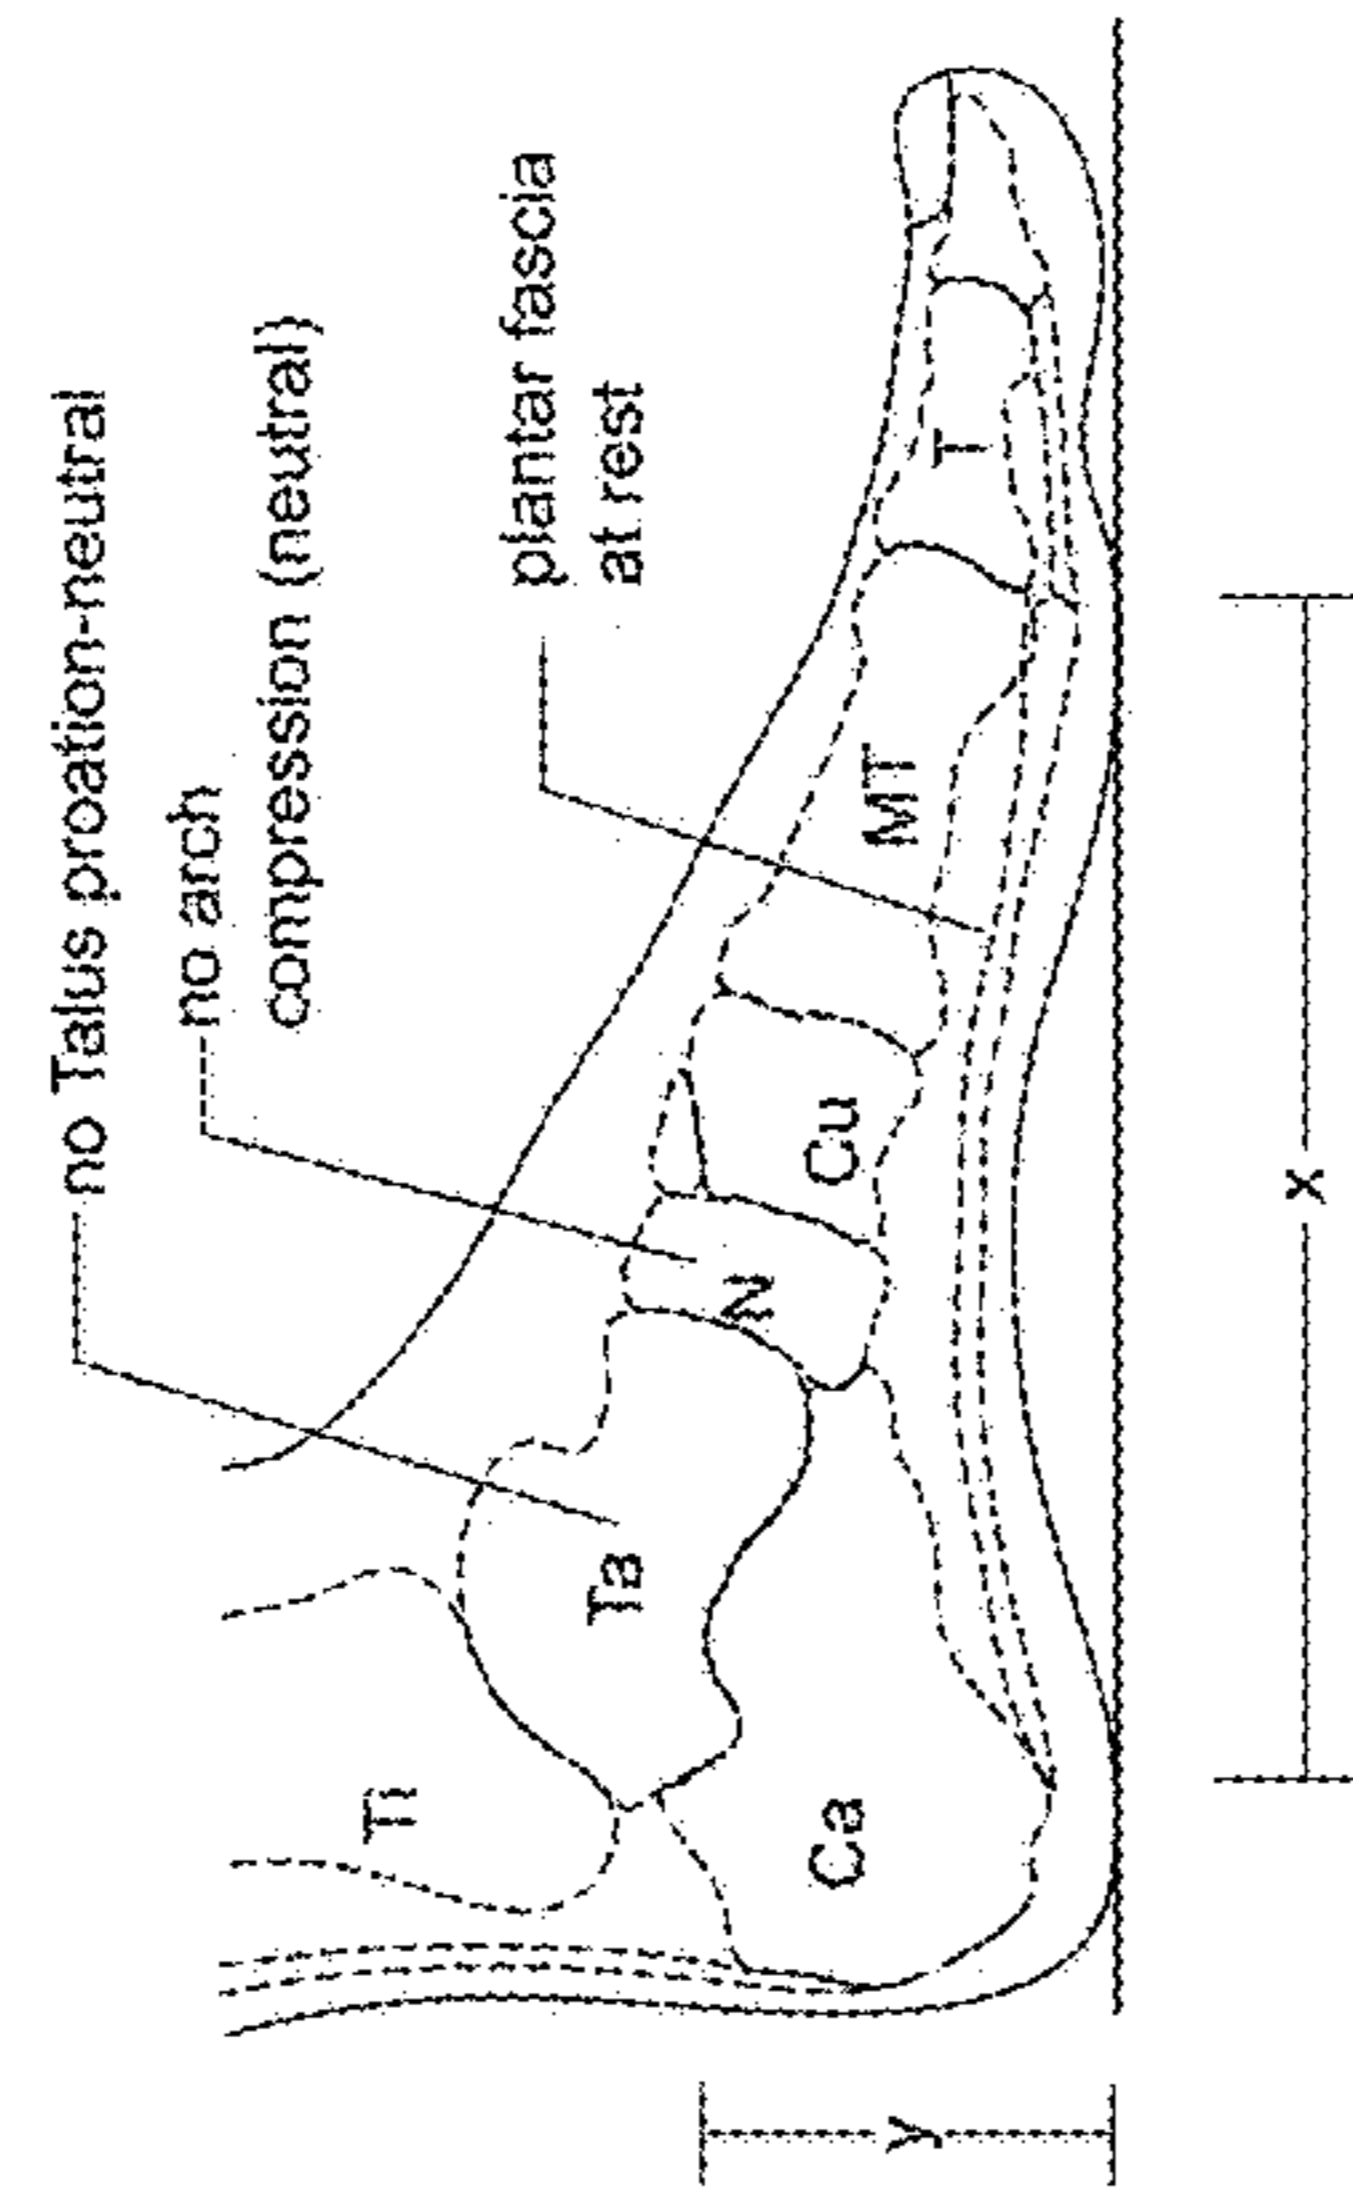 no Talus proation-neutral
no arch
compression (neutral)
plantar fascia
at rest
Ti
Ta
N
Cu
MT
T
Ca
y
x